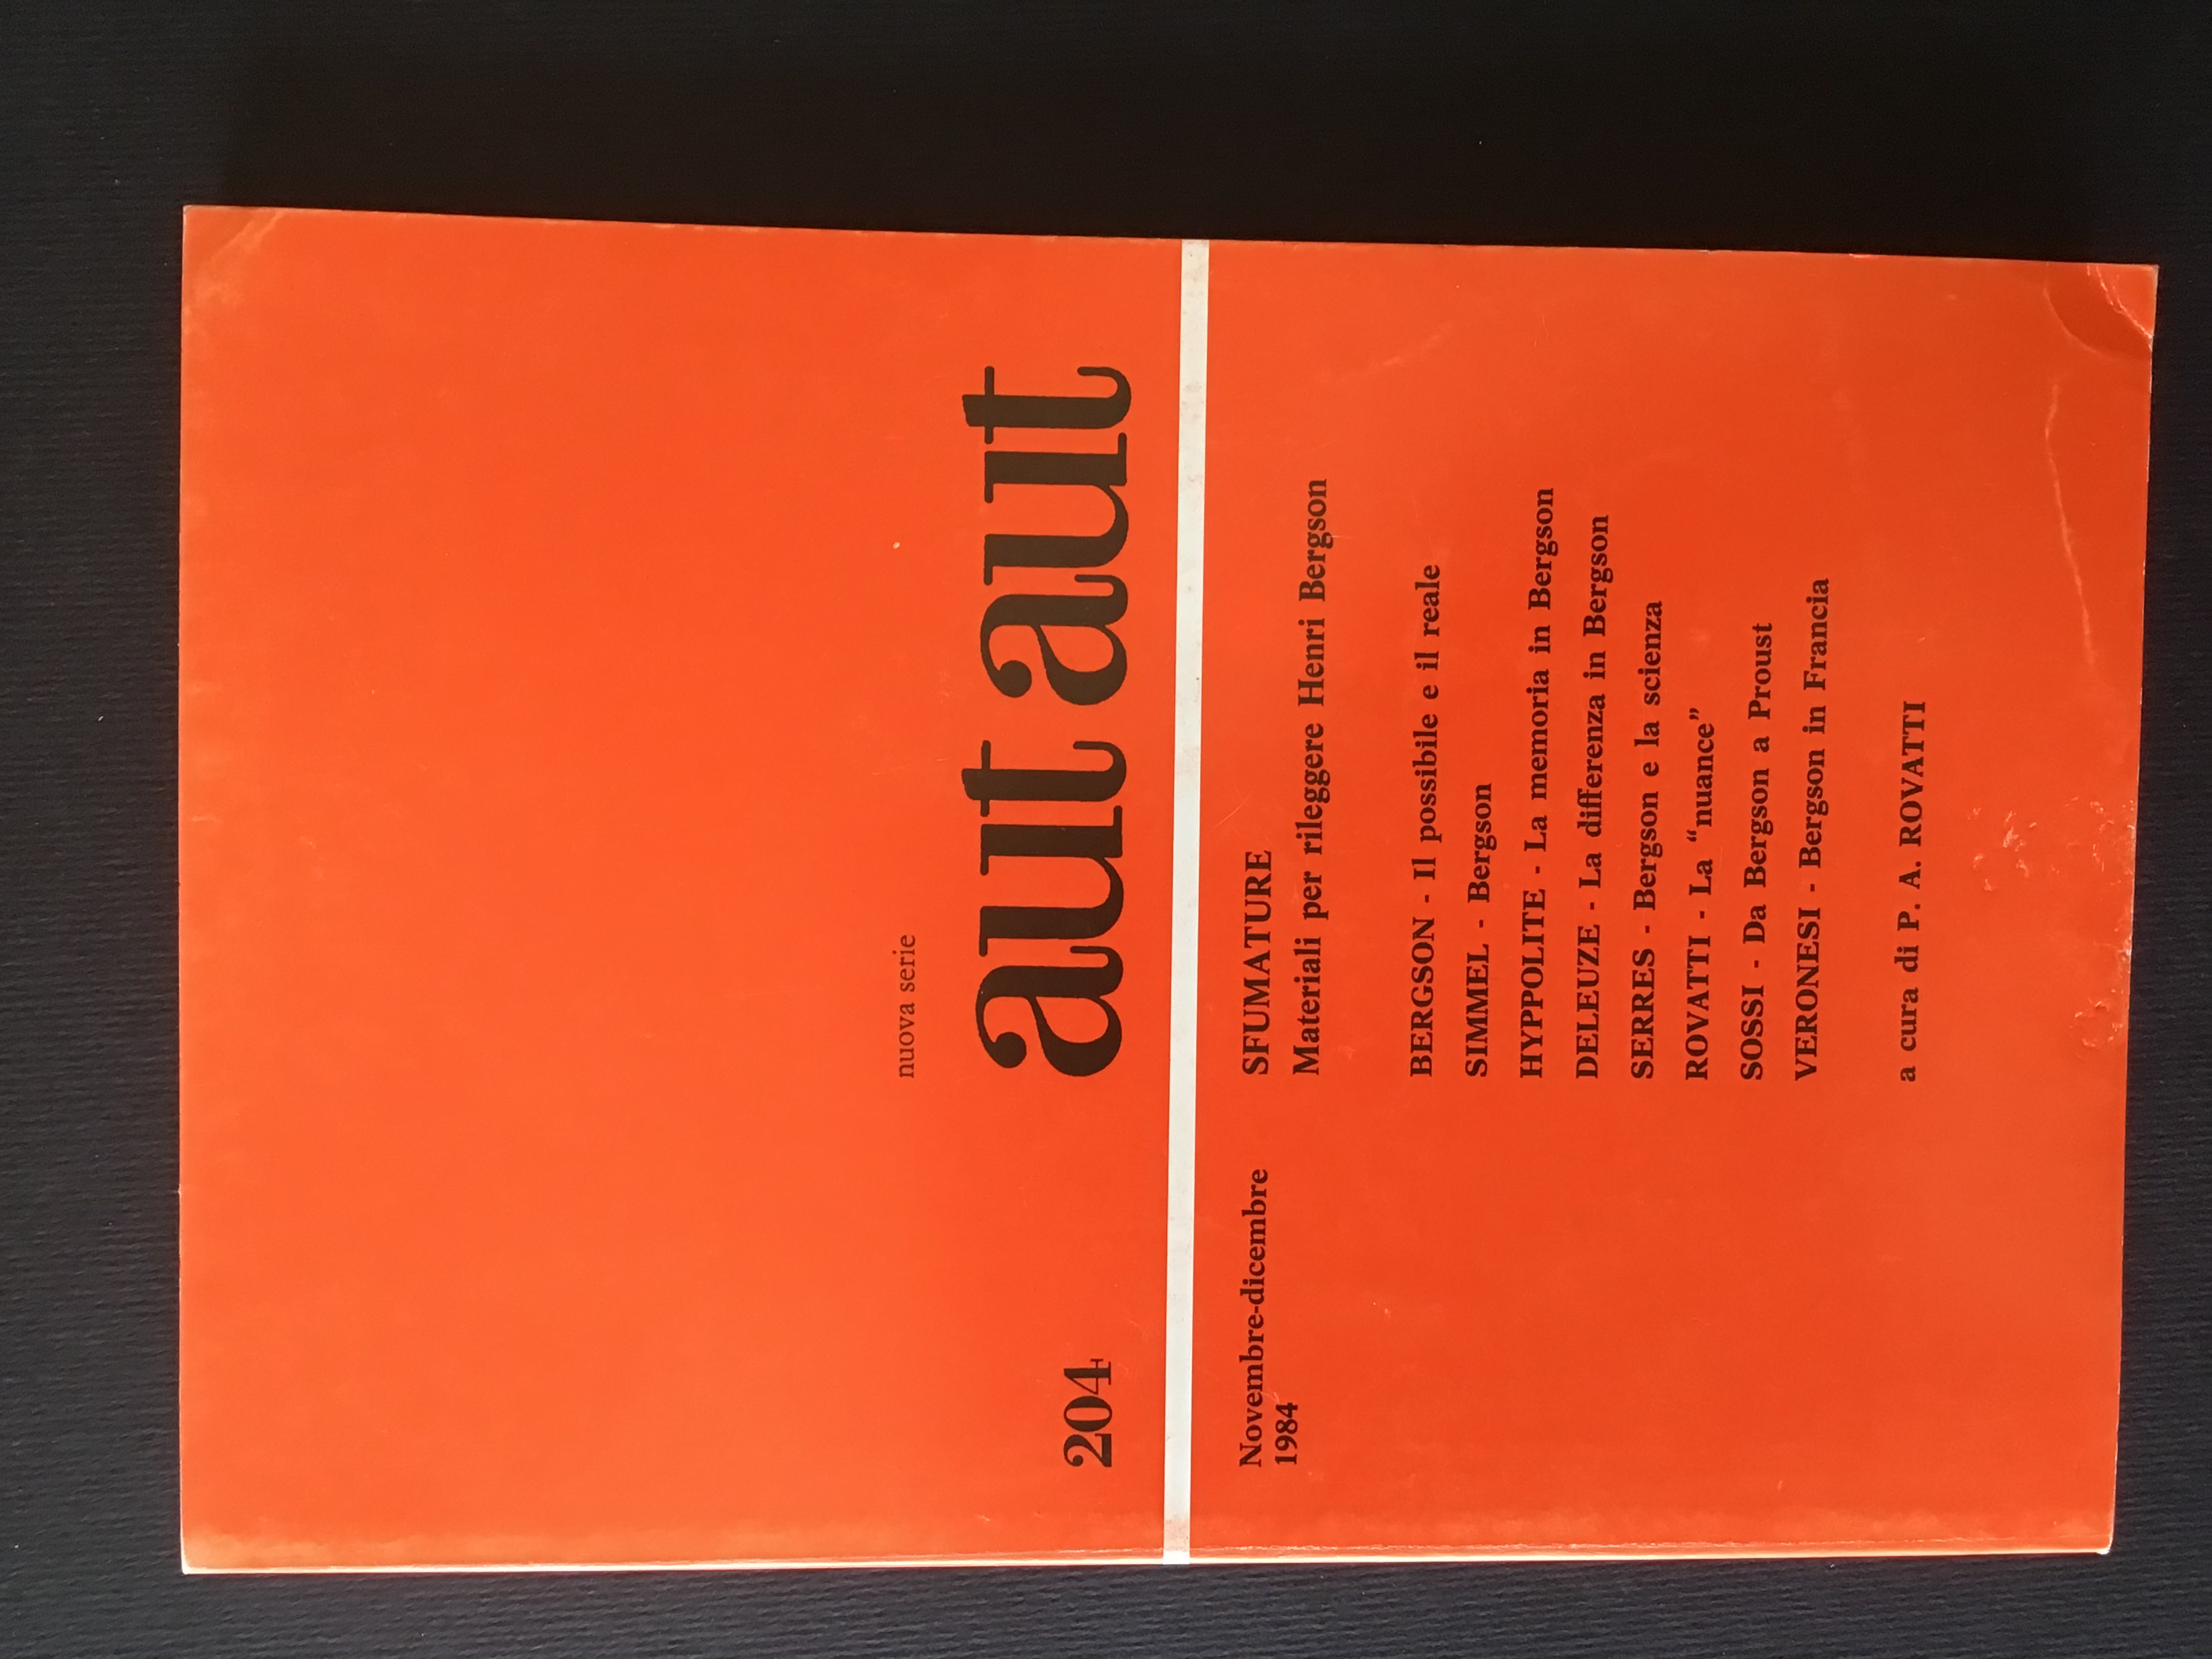 nuova serie
204 aut aut
Novembre-dicembre
1984
SFUMATURE
Materiali per rileggere Henri Bergson
BERGSON - Il possibile e il reale
SIMMEL - Bergson
HYPPOLITE - La memoria in Bergson
DELEUZE - La differenza in Bergson
SERRES - Bergson e la scienza
ROVATTI - La “nuance”
SOSSI - Da Bergson a Proust
VERONESI - Bergson in Francia
a cura di P. A. ROVATTI